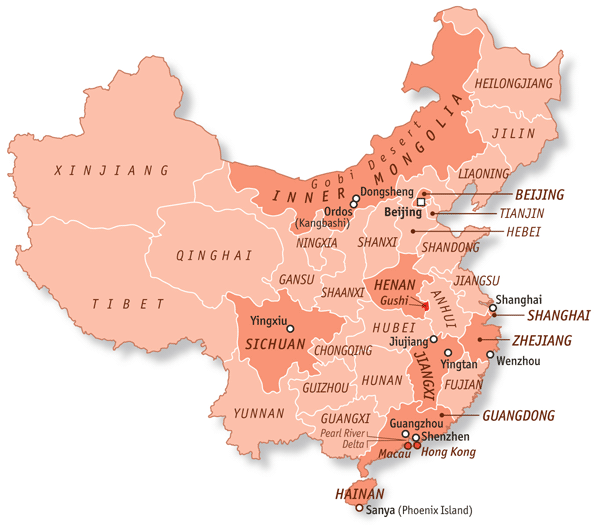 HEILONGJIANG
JILIN
Gobi Desert
INNER MONGOLIA
LIAONING
XINJIANG
Dongsheng
BEIJING
Ordos
(Kangbashi)
Beijing
TIANJIN
HEBEI
NINGXIA
SHANXI
SHANDONG
QINGHAI
GANSU
SHAANXI
HENAN
Gushi
JIANGSU
ANHUI
Shanghai
SHANGHAI
TIBET
Yingxiu
SICHUAN
HUBEI
CHONGQING
Jiujiang
ZHEJIANG
Wenzhou
JIANGXI
Yingtan
GUIZHOU
HUNAN
FUJIAN
YUNNAN
GUANGXI
GUANGDONG
Guangzhou
Pearl River
Delta
Shenzhen
Macau
Hong Kong
HAINAN
Sanya (Phoenix Island)